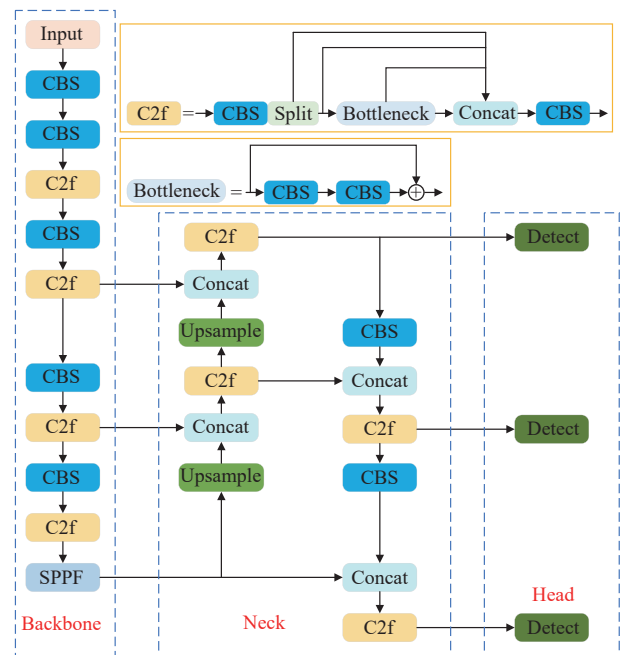 Input
CBS
CBS
C2f
CBS
C2f
CBS
C2f
CBS
C2f
SPPF
Backbone
C2f = CBS Split Bottleneck Concat CBS
Bottleneck = CBS CBS +
C2f
Concat
Upsample
C2f
Concat
Upsample
CBS
Concat
C2f
CBS
Concat
C2f
Neck
Detect
Detect
Head
Detect